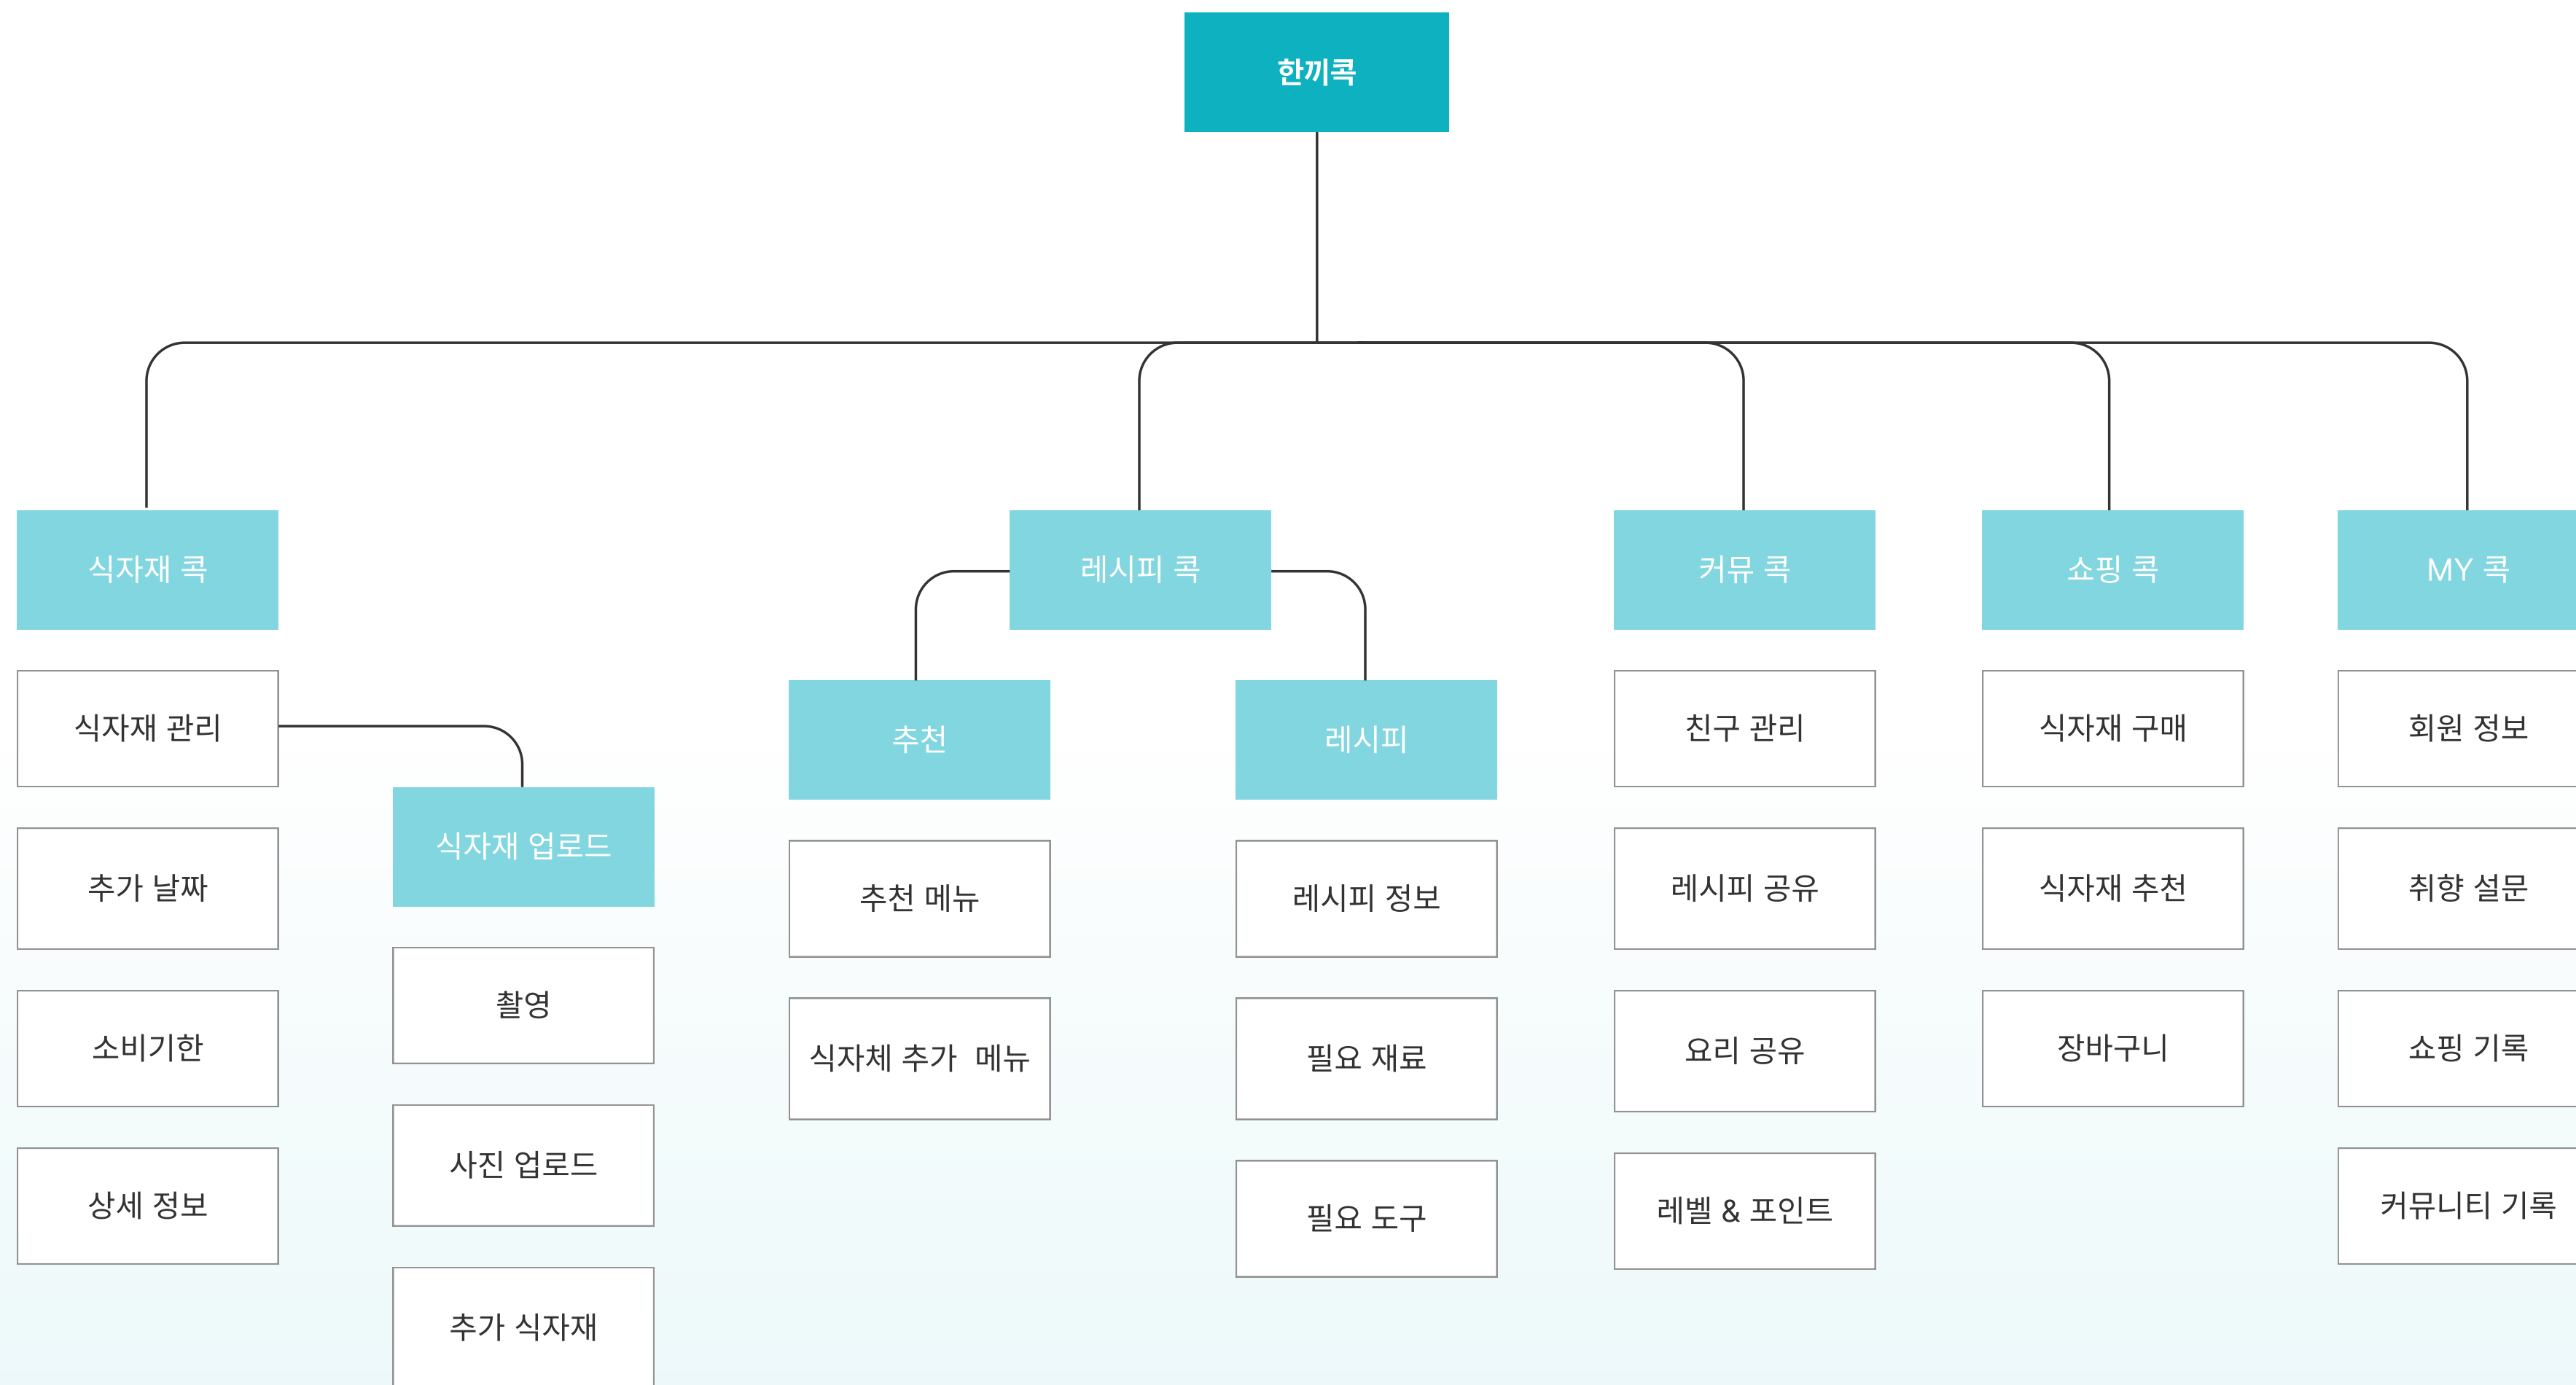 한끼콕
식자재 콕
레시피 콕
커뮤 콕
쇼핑 콕
MY 콕
식자재 관리
추천
레시피
친구 관리
식자재 구매
회원 정보
식자재 업로드
추가 날짜
추천 메뉴
레시피 정보
레시피 공유
식자재 추천
취향 설문
촬영
소비기한
식자체 추가  메뉴
필요 재료
요리 공유
장바구니
쇼핑 기록
사진 업로드
상세 정보
필요 도구
레벨 & 포인트
커뮤니티 기록
추가 식자재